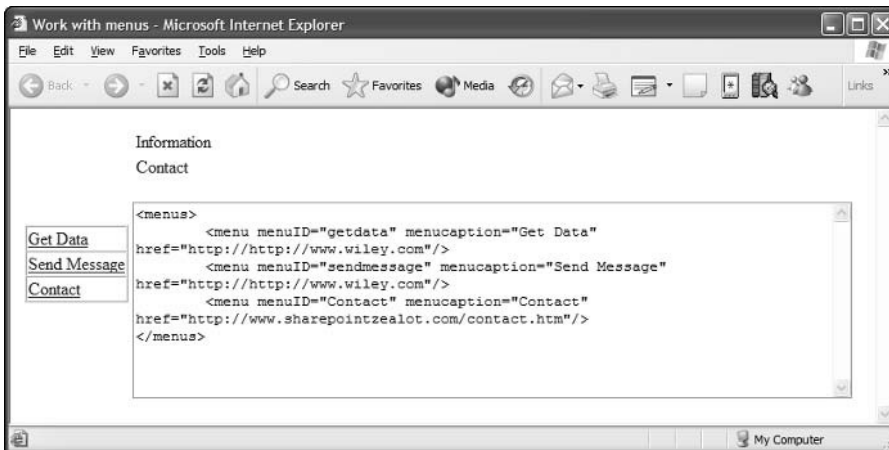 Work with menus - Microsoft Internet Explorer
File Edit View Favorites Tools Help
Back Search Favorites Media Links »
Information
Contact
Get Data
Send Message
Contact
<menus>
<menu menuID="getdata" menucaption="Get Data"
href="http://http://www.wiley.com"/>
<menu menuID="sendmessage" menucaption="Send Message"
href="http://http://www.wiley.com"/>
<menu menuID="Contact" menucaption="Contact"
href="http://www.sharepointzealot.com/contact.htm"/>
</menus>
My Computer